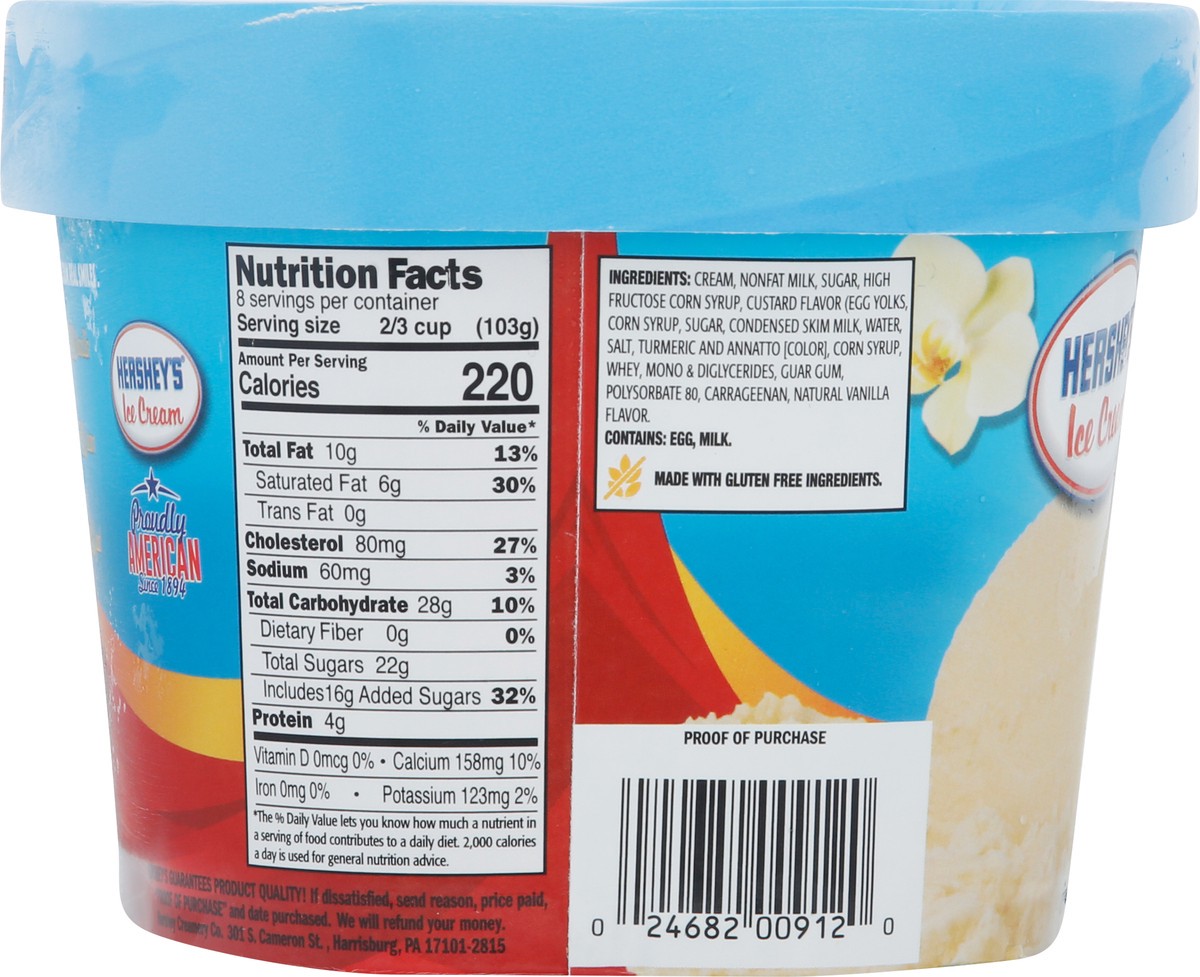 HERSHEY'S
Ice Cream
Proudly
AMERICAN
Since 1894
Nutrition Facts
8 servings per container
Serving size 2/3 cup (103g)
Amount Per Serving
Calories 220
% Daily Value*
Total Fat 10g 13%
Saturated Fat 6g 30%
Trans Fat 0g
Cholesterol 80mg 27%
Sodium 60mg 3%
Total Carbohydrate 28g 10%
Dietary Fiber 0g 0%
Total Sugars 22g
Includes16g Added Sugars 32%
Protein 4g
Vitamin D 0mcg 0% • Calcium 158mg 10%
Iron 0mg 0% • Potassium 123mg 2%
*The % Daily Value lets you know how much a nutrient in
a serving of food contributes to a daily diet. 2,000 calories
a day is used for general nutrition advice.
GUARANTEES PRODUCT QUALITY! If dissatisfied, send reason, price paid,
OF PURCHASE" and date purchased. We will refund your money.
Creamery Co. 301 S. Cameron St. , Harrisburg, PA 17101-2815
INGREDIENTS: CREAM, NONFAT MILK, SUGAR, HIGH
FRUCTOSE CORN SYRUP, CUSTARD FLAVOR (EGG YOLKS,
CORN SYRUP, SUGAR, CONDENSED SKIM MILK, WATER,
SALT, TURMERIC AND ANNATTO [COLOR], CORN SYRUP,
WHEY, MONO & DIGLYCERIDES, GUAR GUM,
POLYSORBATE 80, CARRAGEENAN, NATURAL VANILLA
FLAVOR.
CONTAINS: EGG, MILK.
MADE WITH GLUTEN FREE INGREDIENTS.
HERSHEY
Ice Crea
PROOF OF PURCHASE
0 24682 00912 0